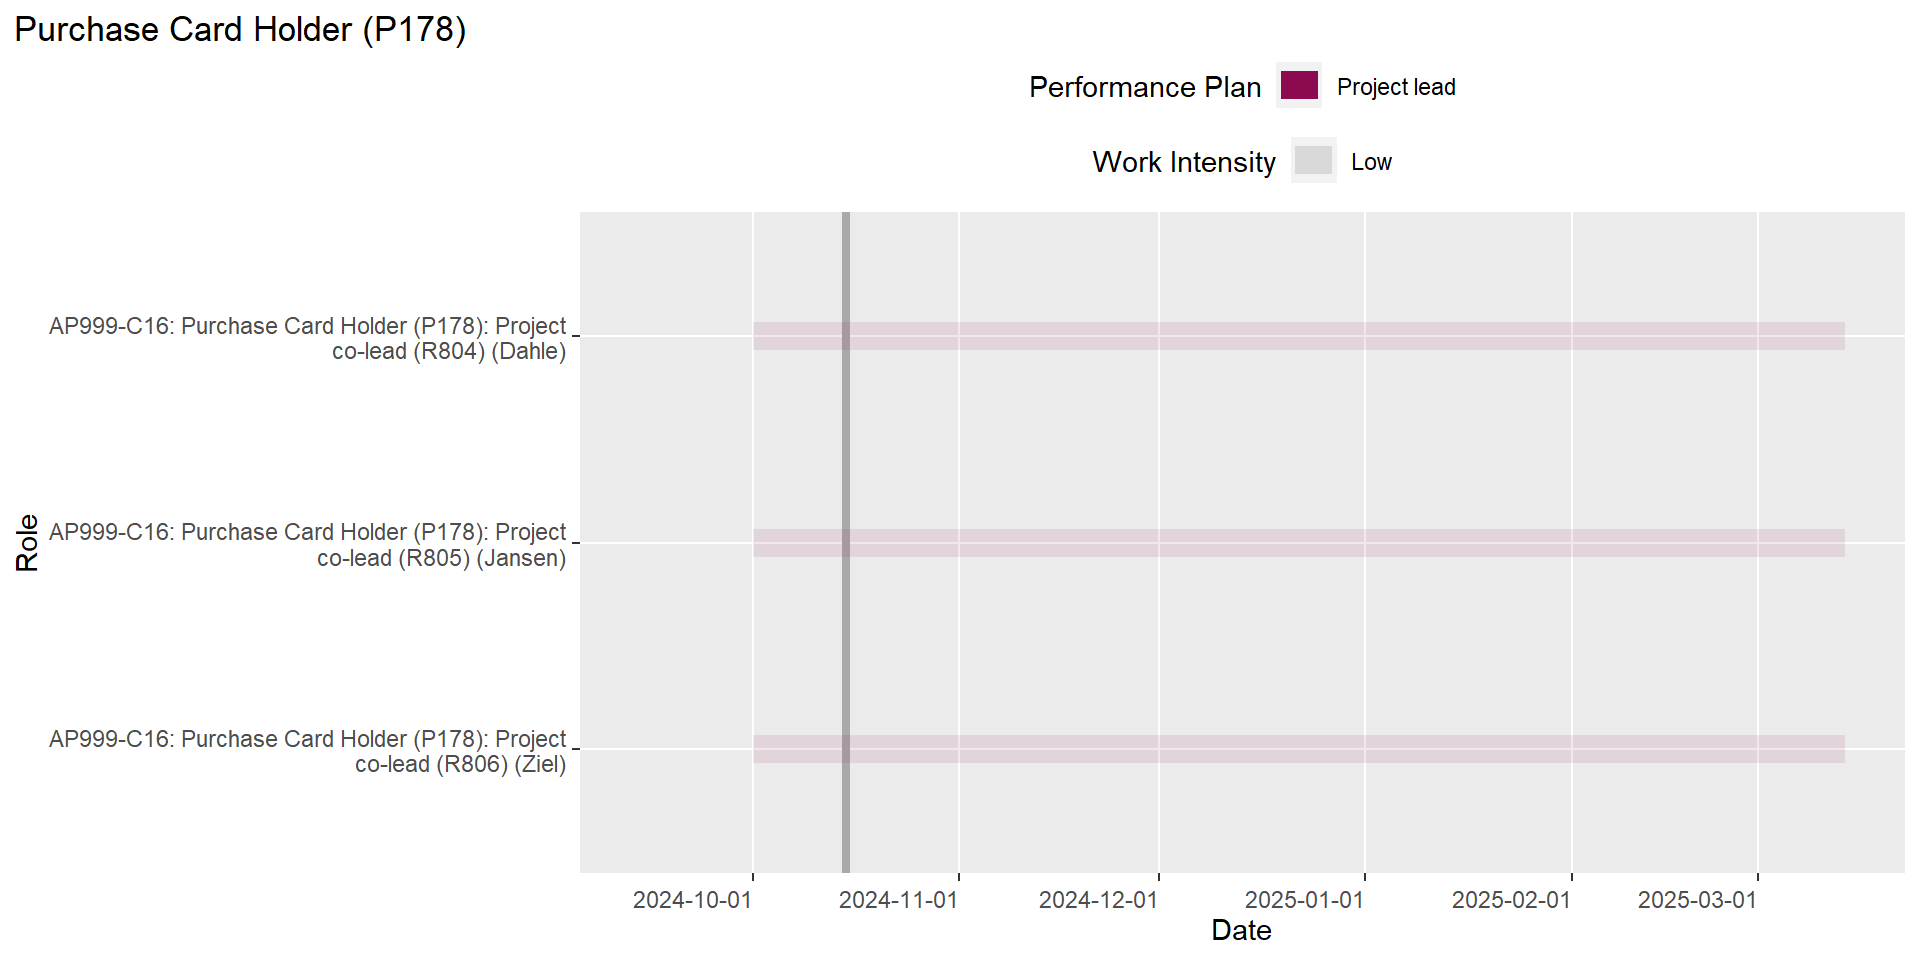 Purchase Card Holder (P178)
Performance Plan Project lead
Work Intensity Low
Role
AP999-C16: Purchase Card Holder (P178): Project
co-lead (R804) (Dahle)
AP999-C16: Purchase Card Holder (P178): Project
co-lead (R805) (Jansen)
AP999-C16: Purchase Card Holder (P178): Project
co-lead (R806) (Ziel)
2024-10-01 2024-11-01 2024-12-01 2025-01-01 2025-02-01 2025-03-01
Date